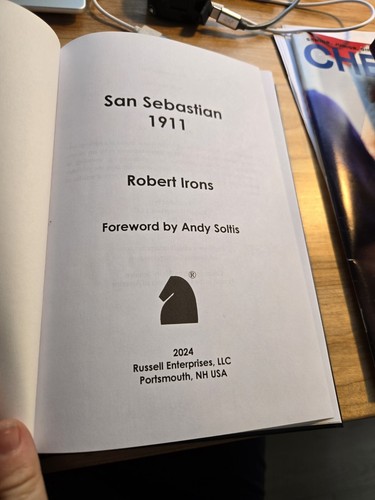 San Sebastian
1911
Robert Irons
Foreword by Andy Soltis
®
2024
Russell Enterprises, LLC
Portsmouth, NH USA
CHE